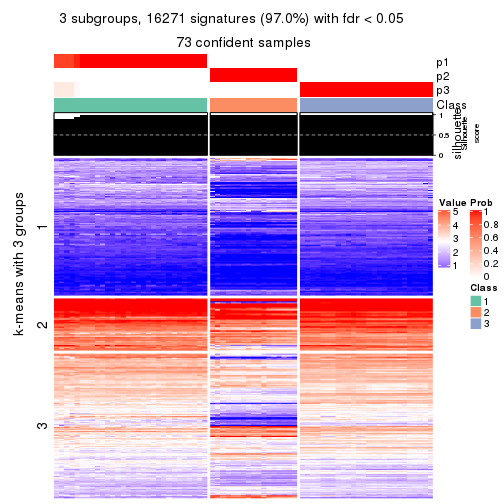 3 subgroups, 16271 signatures (97.0%) with fdr < 0.05
73 confident samples
p1
p2
p3
Class
1
0.5
0
silhouette
Silhouette
score
k-means with 3 groups
1
2
3
Value
5
4
3
2
1
Prob
1
0.8
0.6
0.4
0.2
0
Class
1
2
3